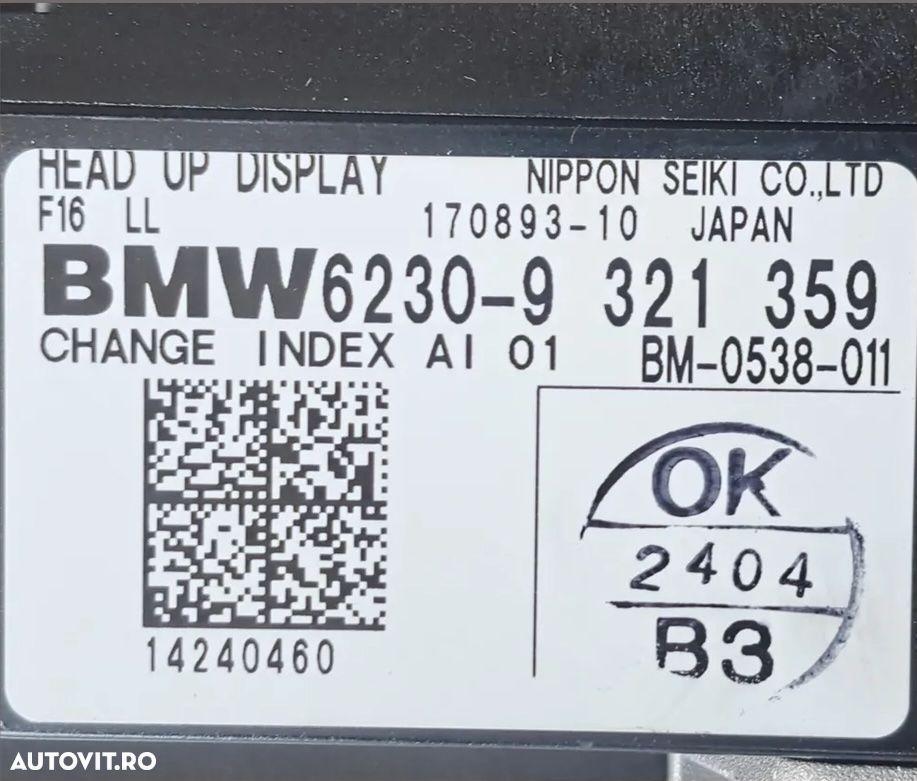 HEAD UP DISPLAY NIPPON SEIKI CO.,LTD
F16 LL 170893-10 JAPAN
BMW 6230-9 321 359
CHANGE INDEX AI 01 BM-0538-011
OK
2404
B3
14240460
AUTOVIT.RO